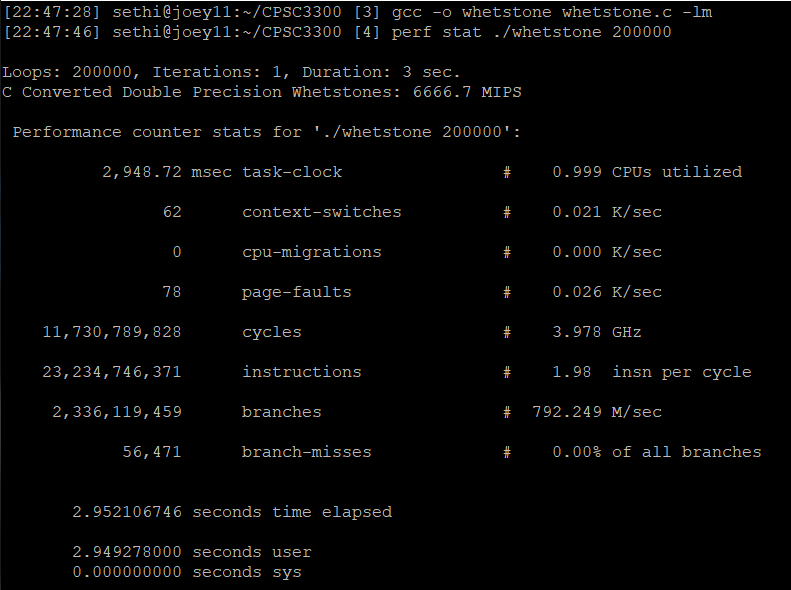 [22:47:28] sethi@joey11:~/CPSC3300 [3] gcc -o whetstone whetstone.c -lm
[22:47:46] sethi@joey11:~/CPSC3300 [4] perf stat ./whetstone 200000
Loops: 200000, Iterations: 1, Duration: 3 sec.
C Converted Double Precision Whetstones: 6666.7 MIPS
Performance counter stats for './whetstone 200000':
2,948.72 msec task-clock # 0.999 CPUs utilized
62 context-switches # 0.021 K/sec
0 cpu-migrations # 0.000 K/sec
78 page-faults # 0.026 K/sec
11,730,789,828 cycles # 3.978 GHz
23,234,746,371 instructions # 1.98 insn per cycle
2,336,119,459 branches # 792.249 M/sec
56,471 branch-misses # 0.00% of all branches
2.952106746 seconds time elapsed
2.949278000 seconds user
0.000000000 seconds sys